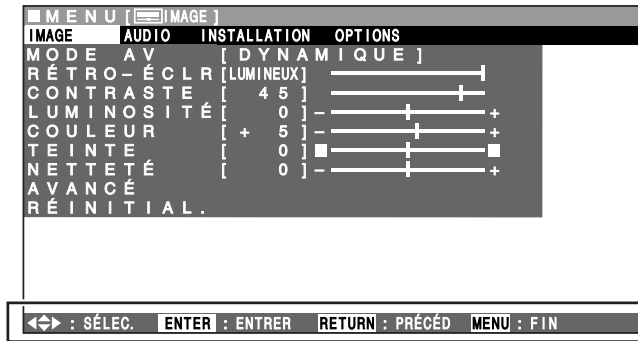 ■MENU [IMAGE]
IMAGE AUDIO INSTALLATION OPTIONS
MODE AV [DYNAMIQUE]
RÉTRO-ÉCLR [LUMINEUX]
CONTRASTE [ 45]
LUMINOSITÉ [ 0] - +
COULEUR [+ 5] - +
TEINTE [ 0]
NETTETÉ [ 0] - +
AVANCÉ
RÉINITIAL.
: SÉLEC. ENTER : ENTRER RETURN : PRÉCÉD MENU : FIN